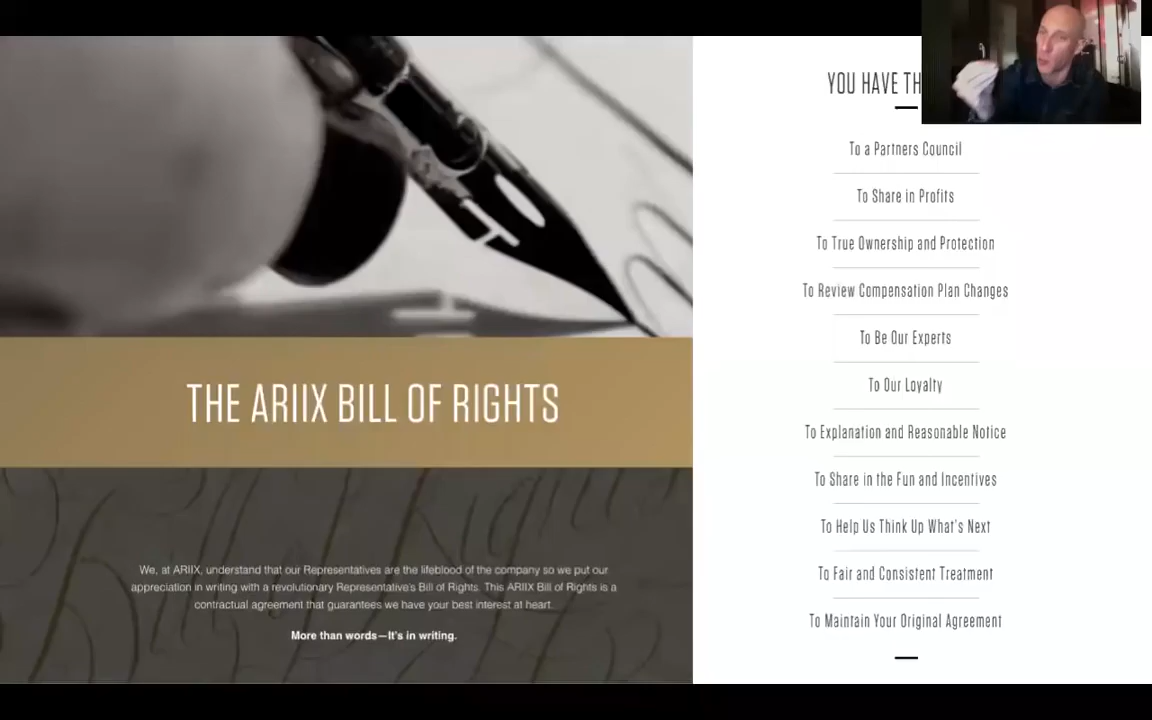 THE ARIIX BILL OF RIGHTS
We, at ARIIX, understand that our Representatives are the lifeblood of the company so we put our
appreciation in writing with a revolutionary Representative's Bill of Rights. This ARIIX Bill of Rights is a
contractual agreement that guarantees we have your best interest at heart.
More than words—It's in writing.
YOU HAVE TH
To a Partners Council
To Share in Profits
To True Ownership and Protection
To Review Compensation Plan Changes
To Be Our Experts
To Our Loyalty
To Explanation and Reasonable Notice
To Share in the Fun and Incentives
To Help Us Think Up What's Next
To Fair and Consistent Treatment
To Maintain Your Original Agreement